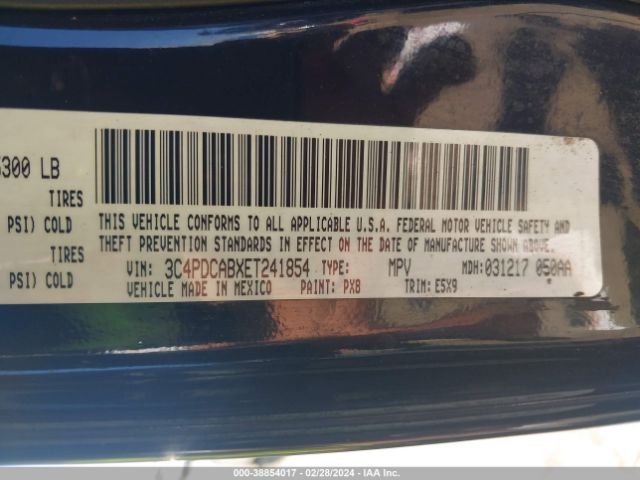 5300 LB
TIRES
PSI) COLD
TIRES
PSI) COLD
THIS VEHICLE CONFORMS TO ALL APPLICABLE U.S.A. FEDERAL MOTOR VEHICLE SAFETY AND
THEFT PREVENTION STANDARDS IN EFFECT ON THE DATE OF MANUFACTURE SHOWN ABOVE.
VIN: 3C4PDCABXET241854 TYPE: MPV MDH:031217 050AA
VEHICLE MADE IN MEXICO PAINT: PX8 TRIM: E5X9 *
00-38854017 / 02/28/2024 / IAA Inc.